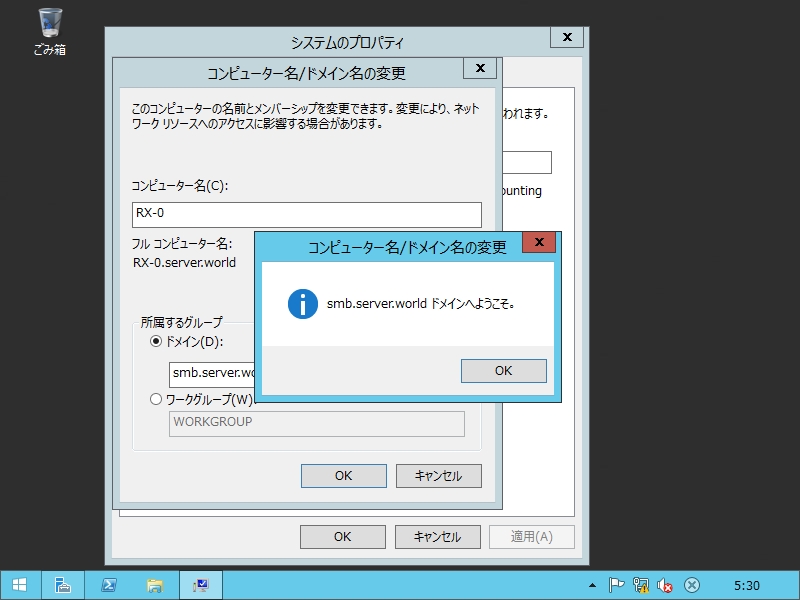 ごみ箱
システムのプロパティ
コンピューター名/ドメイン名の変更
このコンピューターの名前とメンバーシップを変更できます。変更により、ネット
ワーク リソースへのアクセスに影響する場合があります。
われます。
コンピューター名(C):
ounting
RX-0
フル コンピューター名:
RX-0.server.world
コンピューター名/ドメイン名の変更
smb.server.world ドメインへようこそ。
OK
所属するグループ
ドメイン(D):
smb.server.wo
ワークグループ(W):
WORKGROUP
OK
キャンセル
OK
キャンセル
適用(A)
5:30